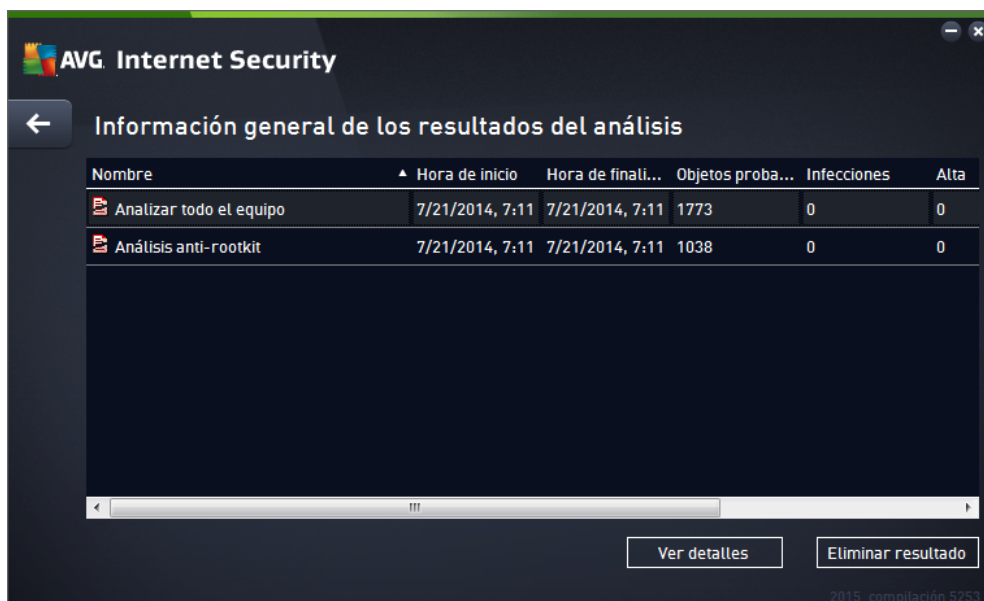 AVG. Internet Security
Información general de los resultados del análisis
Nombre Hora de inicio Hora de finali... Objetos proba... Infecciones Alta
Analizar todo el equipo 7/21/2014, 7:11 7/21/2014, 7:11 1773 0 0
Análisis anti-rootkit 7/21/2014, 7:11 7/21/2014, 7:11 1038 0 0
Ver detalles Eliminar resultado
2015 compilación 5253